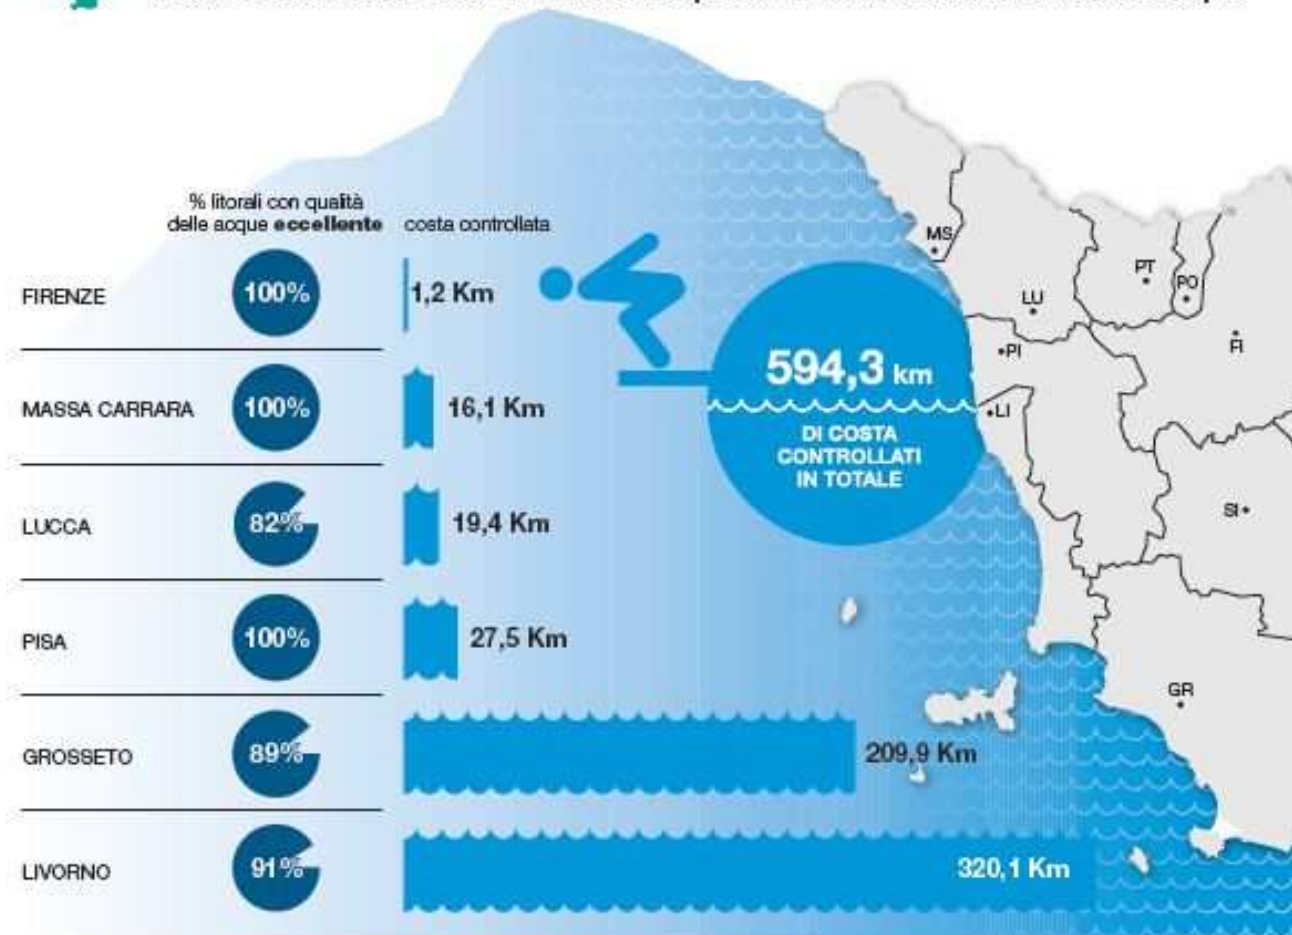 % litorali con qualità
delle acque eccellente
costa controllata
FIRENZE
100%
1,2 Km
MASSA CARRARA
100%
16,1 Km
LUCCA
82%
19,4 Km
PISA
100%
27,5 Km
GROSSETO
89%
209,9 Km
LIVORNO
91%
320,1 Km
594,3 km
DI COSTA
CONTROLLATI
IN TOTALE
MS
LU
PT
PO
PI
FI
LI
SI
GR